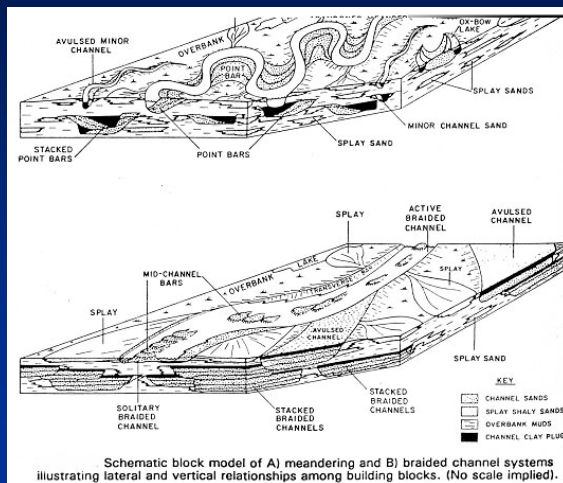 OX-BOW
LAKE
OVERBANK
AVULSED MINOR
CHANNEL
POINT
BAR
SPLAY SANDS
MINOR CHANNEL SAND
STACKED
POINT BARS
POINT BARS
SPLAY SAND
ACTIVE
BRAIDED
CHANNEL
AVULSED
CHANNEL
SPLAY
LAKE
MID-CHANNEL
BARS
OVERBANK
TRANSVERSE BAR
SPLAY
SPLAY
AVULSED
CHANNEL
SPLAY SAND
SOLITARY
BRAIDED
CHANNEL
STACKED
BRAIDED
CHANNELS
STACKED
BRAIDED
CHANNELS
KEY
CHANNEL SANDS
SPLAY SHALY SANDS
OVERBANK MUDS
CHANNEL CLAY PLUG
Schematic block model of A) meandering and B) braided channel systems
illustrating lateral and vertical relationships among building blocks. (No scale implied).